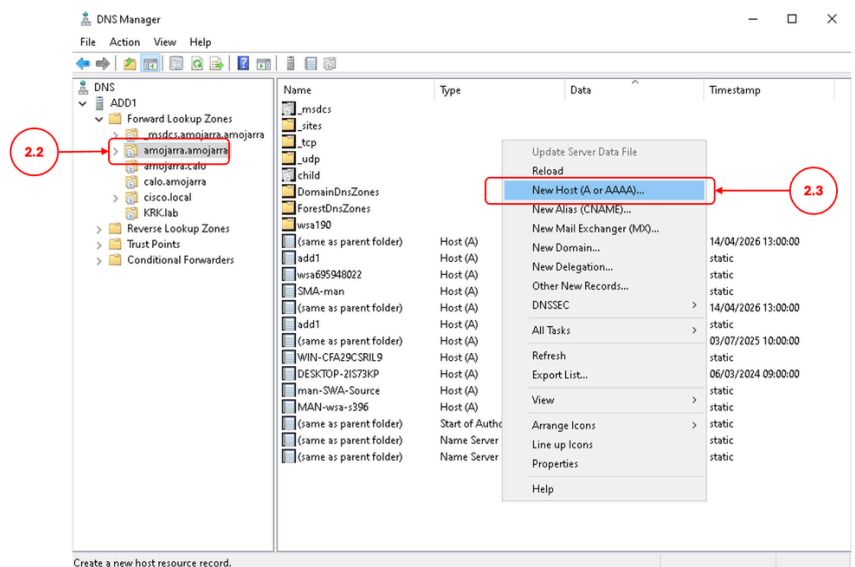 DNS Manager
File Action View Help
DNS
ADD1
Forward Lookup Zones
_msdcs.amojarra.amojarra
amojarra.amojarra
amojarra.calo
calo.amojarra
cisco.local
KRK.lab
Reverse Lookup Zones
Trust Points
Conditional Forwarders
2.2
Name Type Data Timestamp
_msdcs
_sites
_tcp
_udp
child
DomainDnsZones
ForestDnsZones
wsa190
(same as parent folder) Host (A) 14/04/2026 13:00:00
add1 Host (A) static
wsa695948022 Host (A) static
SMA-man Host (A) static
(same as parent folder) Host (A) 14/04/2026 13:00:00
add1 Host (A) static
(same as parent folder) Host (A) 03/07/2025 10:00:00
WIN-CFA29CSRIL9 Host (A) static
DESKTOP-2IS73KP Host (A) 06/03/2024 09:00:00
man-SWA-Source Host (A) static
MAN-wsa-s396 Host (A) static
(same as parent folder) Start of Autho static
(same as parent folder) Name Server static
(same as parent folder) Name Server static
Update Server Data File
Reload
New Host (A or AAAA)...
New Alias (CNAME)...
New Mail Exchanger (MX)...
New Domain...
New Delegation...
Other New Records...
DNSSEC
All Tasks
Refresh
Export List...
View
Arrange Icons
Line up Icons
Properties
Help
2.3
Create a new host resource record.